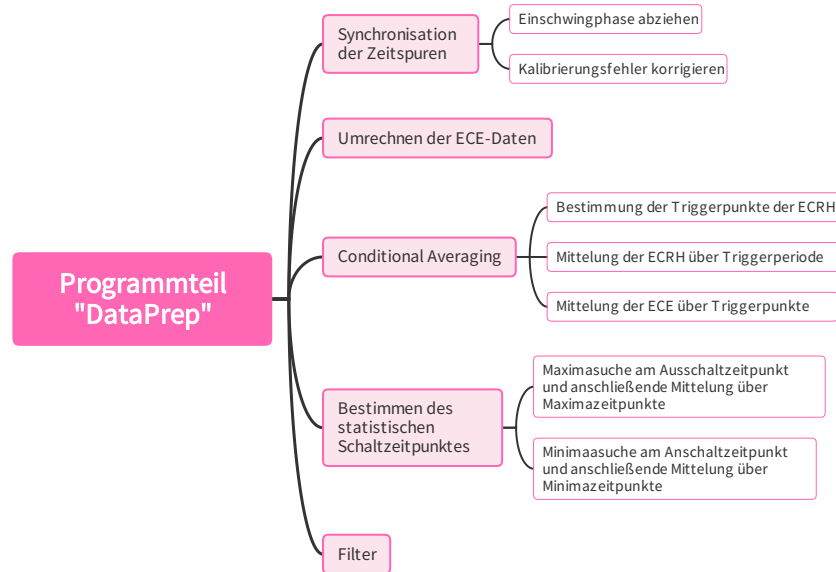 Programmteil
"DataPrep"
Synchronisation
der Zeitspuren
Einschwingphase abziehen
Kalibrierungsfehler korrigieren
Umrechnen der ECE-Daten
Conditional Averaging
Bestimmung der Triggerpunkte der ECRH
Mittelung der ECRH über Triggerperiode
Mittelung der ECE über Triggerpunkte
Bestimmen des
statistischen
Schaltzeitpunktes
Maximasuche am Ausschaltzeitpunkt
und anschließende Mittelung über
Maximazeitpunkte
Minimaasuche am Anschaltzeitpunkt
und anschließende Mittelung über
Minimazeitpunkte
Filter